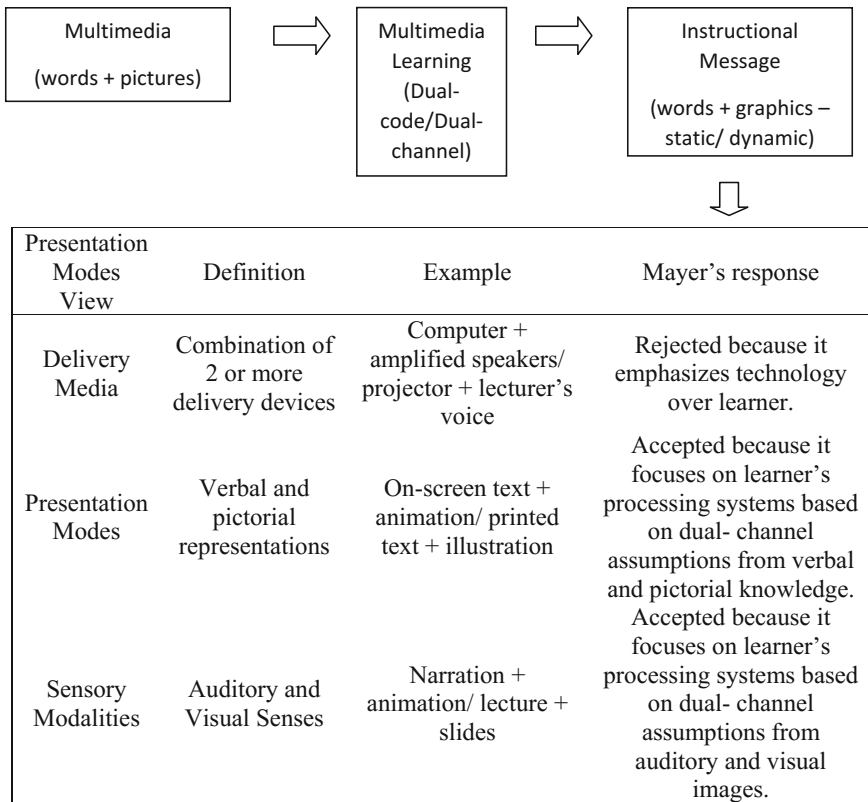 Multimedia
(words + pictures)
Multimedia
Learning
(Dual-
code/Dual-
channel)
Instructional
Message
(words + graphics –
static/ dynamic)
Presentation
Modes
View
Definition
Example
Mayer's response
Delivery
Media
Combination of
2 or more
delivery devices
Computer +
amplified speakers/
projector + lecturer's
voice
Rejected because it
emphasizes technology
over learner.
Presentation
Modes
Verbal and
pictorial
representations
On-screen text +
animation/ printed
text + illustration
Accepted because it
focuses on learner's
processing systems based
on dual- channel
assumptions from verbal
and pictorial knowledge.
Sensory
Modalities
Auditory and
Visual Senses
Narration +
animation/ lecture +
slides
Accepted because it
focuses on learner's
processing systems based
on dual- channel
assumptions from
auditory and visual
images.